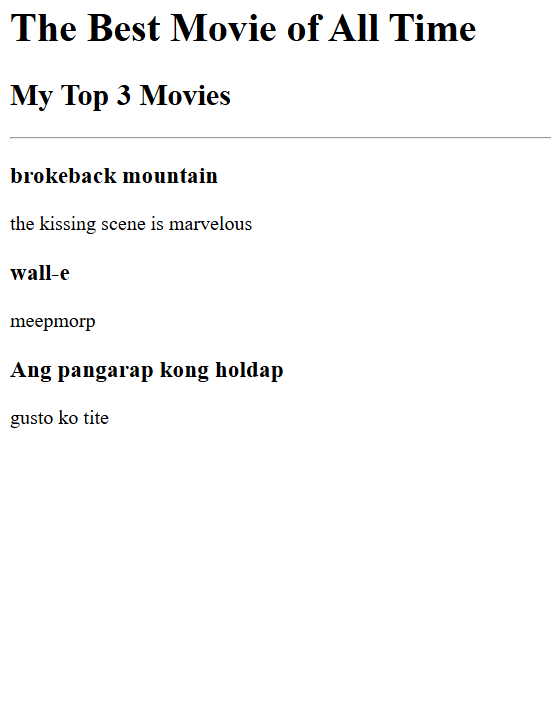 The Best Movie of All Time
My Top 3 Movies
brokeback mountain
the kissing scene is marvelous
wall-e
meepmorp
Ang pangarap kong holdap
gusto ko tite